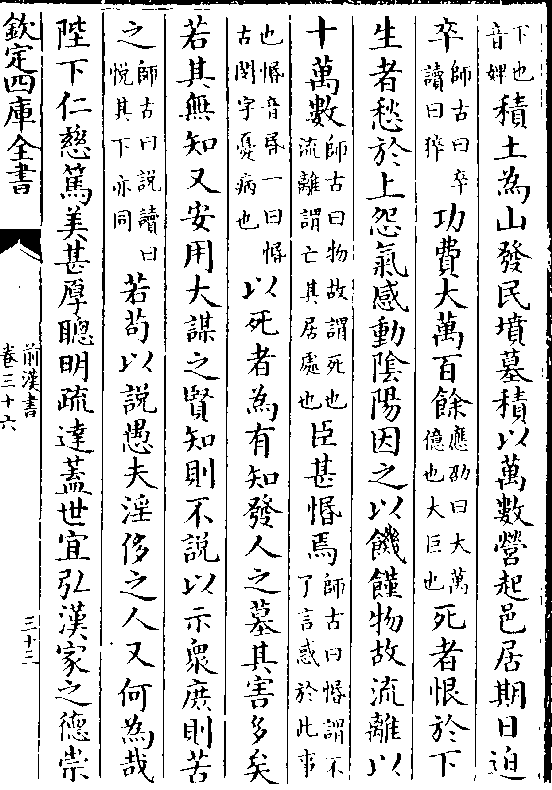 下也音婢積土為山發民墳墓積以萬數營起邑居期日迫
卒師古曰卒讀曰猝功費大萬百餘應劭曰大萬億也大巨也死者恨於下
生者愁於上怨氣感動隂陽因之以饑饉物故流離以
十萬數師古曰物故謂死也流離謂亡其居處也臣甚惽焉師古曰惽謂不了言惑於此事
也惽音昬一曰惽古閔字憂病也以死者為有知發人之墓其害多矣
若其無知又安用大謀之賢知則不說以示衆庶則苦
之師古曰說讀曰悅其下亦同若苟以說愚夫淫侈之人又何為哉
陛下仁慈篤美甚厚聰明疏達蓋世宜弘漢家之德崇
欽定四庫全書
前漢書
卷三十六
三十三